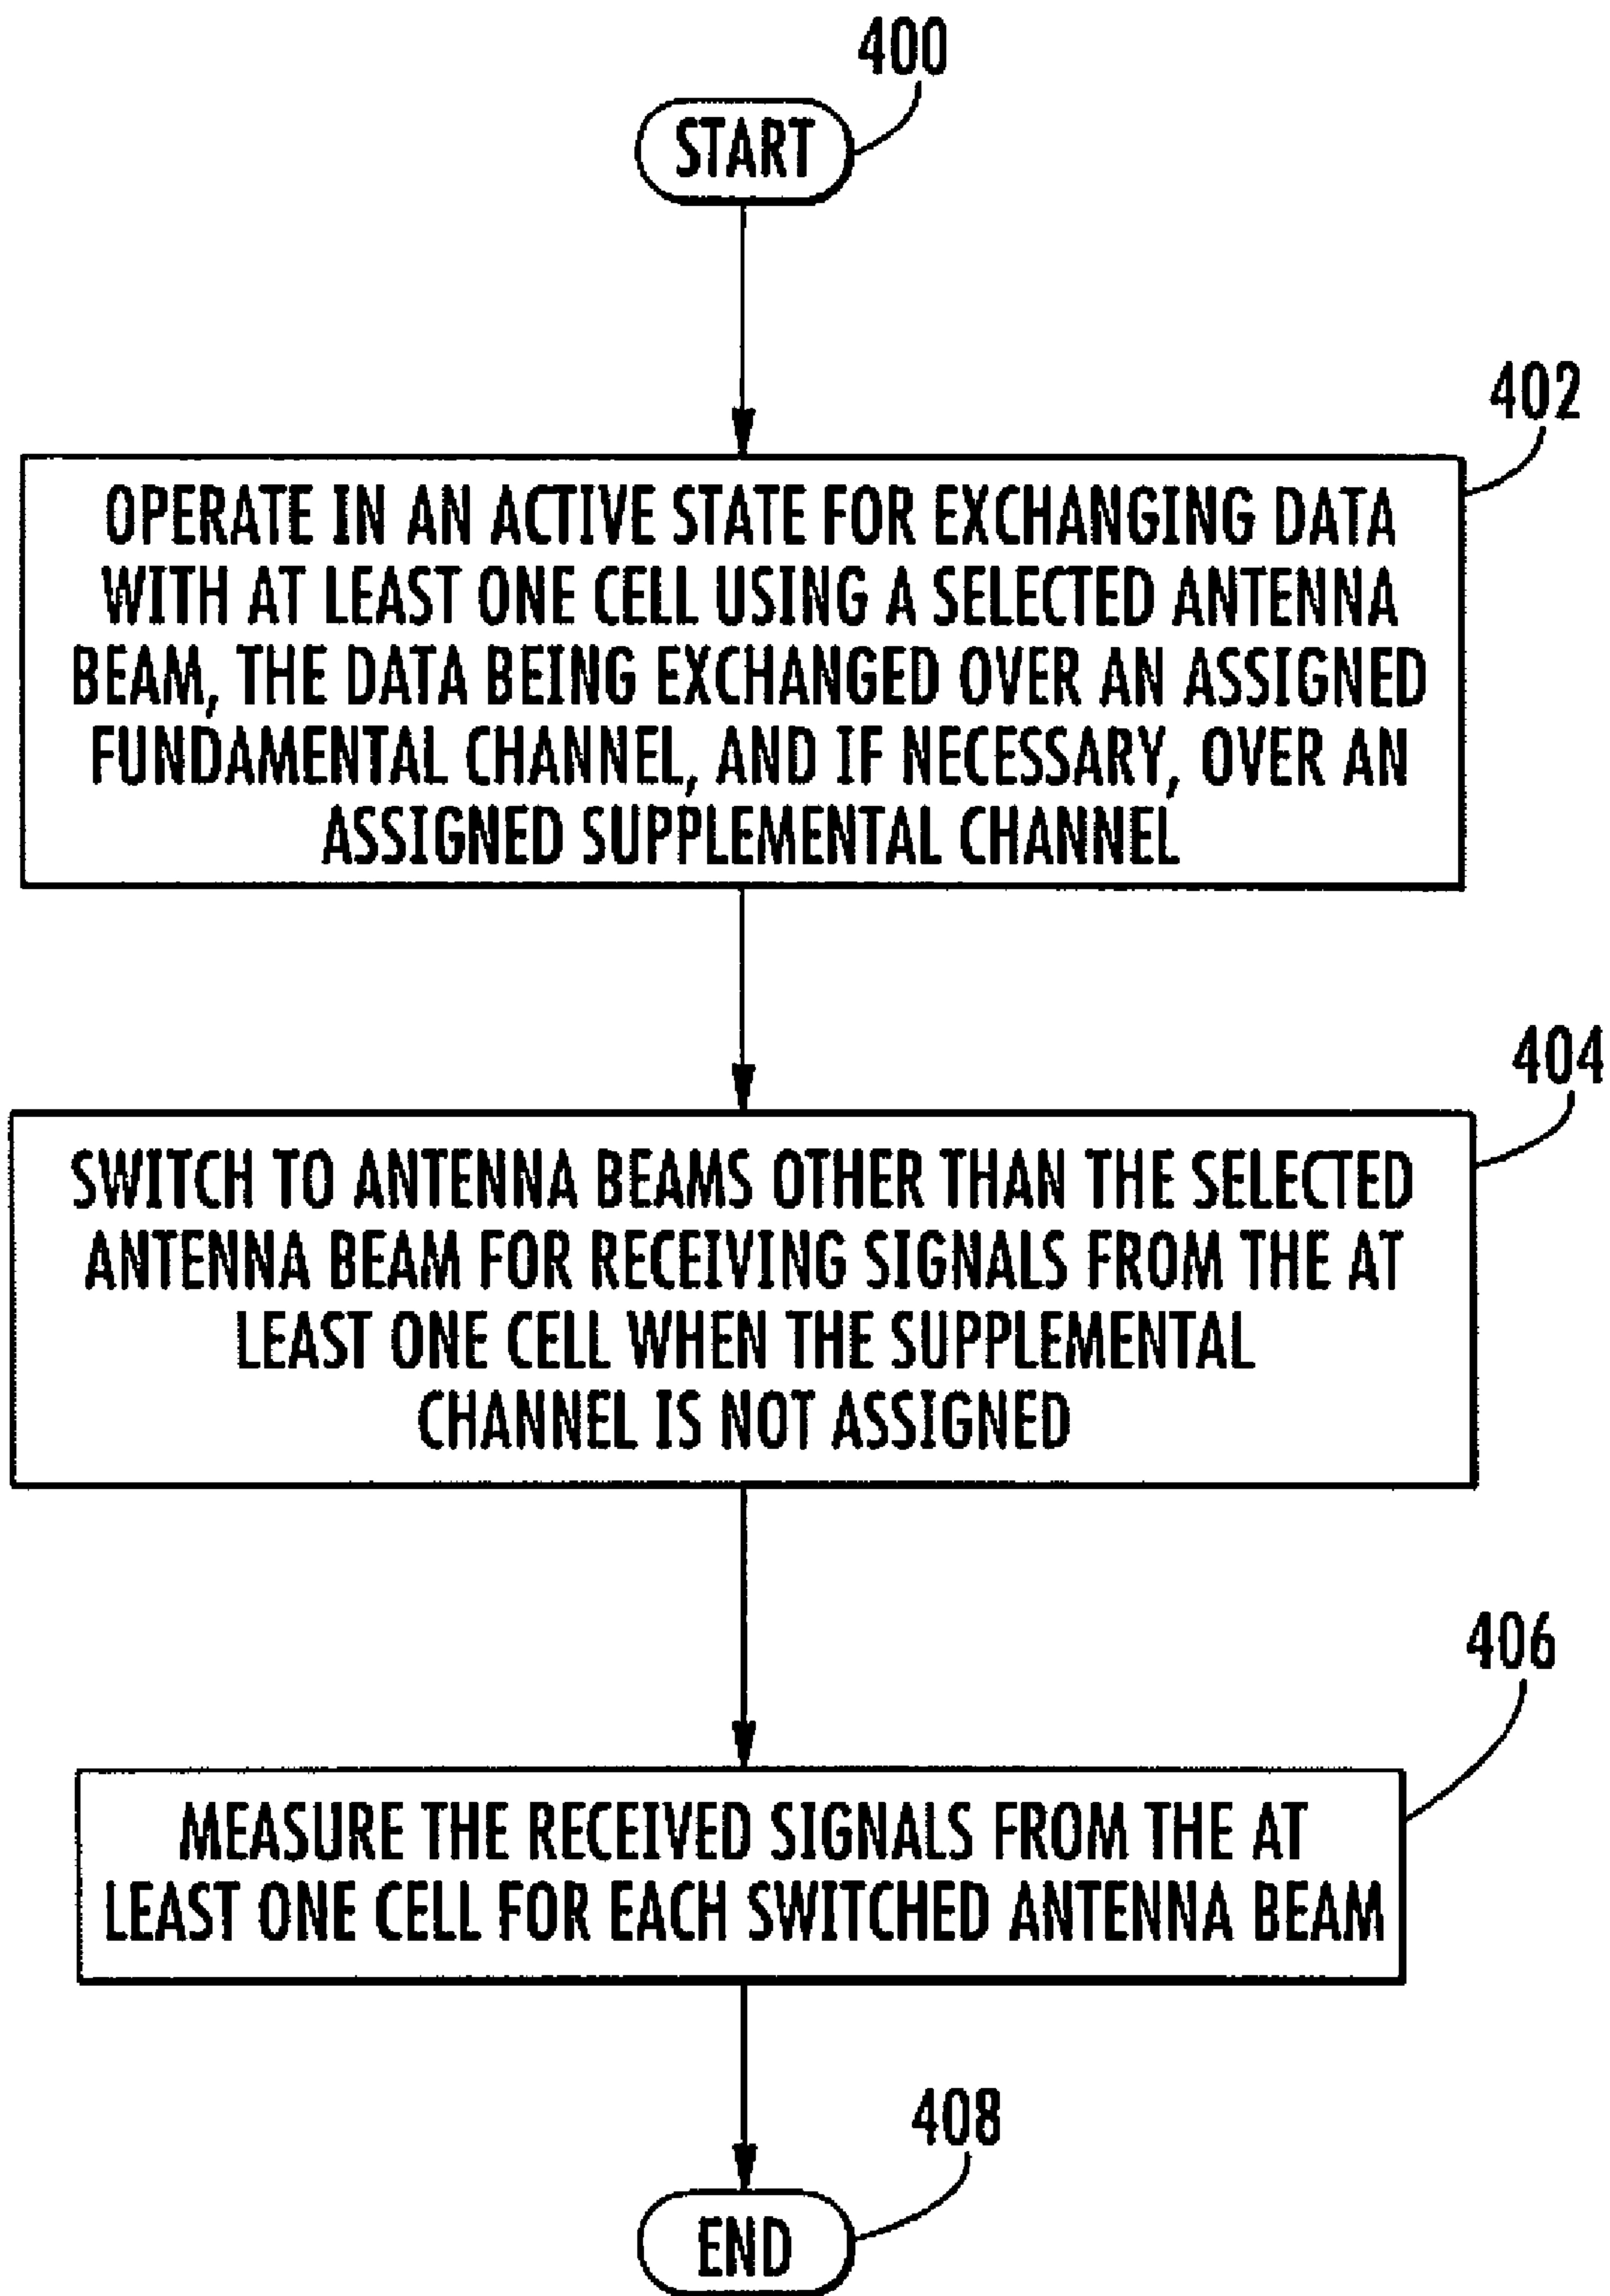 400
START
402
OPERATE IN AN ACTIVE STATE FOR EXCHANGING DATA
WITH AT LEAST ONE CELL USING A SELECTED ANTENNA
BEAM, THE DATA BEING EXCHANGED OVER AN ASSIGNED
FUNDAMENTAL CHANNEL, AND IF NECESSARY, OVER AN
ASSIGNED SUPPLEMENTAL CHANNEL
404
SWITCH TO ANTENNA BEAMS OTHER THAN THE SELECTED
ANTENNA BEAM FOR RECEIVING SIGNALS FROM THE AT
LEAST ONE CELL WHEN THE SUPPLEMENTAL
CHANNEL IS NOT ASSIGNED
406
MEASURE THE RECEIVED SIGNALS FROM THE AT
LEAST ONE CELL FOR EACH SWITCHED ANTENNA BEAM
408
END